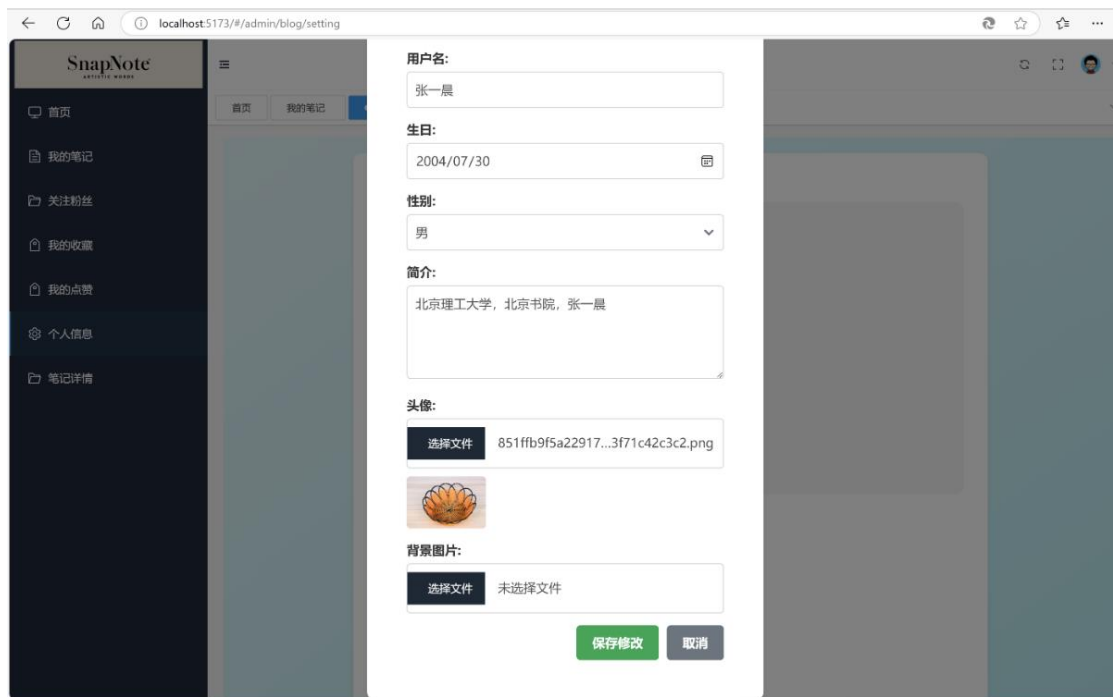 localhost:5173/#/admin/blog/setting
SnapNote
ARTISTIC WORDS
首页
我的笔记
关注粉丝
我的收藏
我的点赞
个人信息
笔记详情
首页
我的笔记
用户名:
张一晨
生日:
2004/07/30
性别:
男
简介:
北京理工大学，北京书院，张一晨
头像:
选择文件
851ffb9f5a22917...3f71c42c3c2.png
背景图片:
选择文件
未选择文件
保存修改
取消